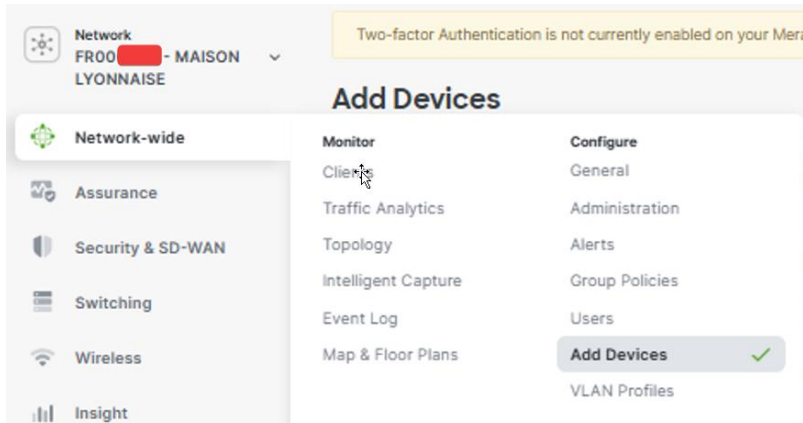 Network
FR00 - MAISON
LYONNAISE
Two-factor Authentication is not currently enabled on your
Add Devices
Network-wide
Assurance
Security & SD-WAN
Switching
Wireless
Insight
Monitor
Clients
Traffic Analytics
Topology
Intelligent Capture
Event Log
Map & Floor Plans
Configure
General
Administration
Alerts
Group Policies
Users
Add Devices
VLAN Profiles